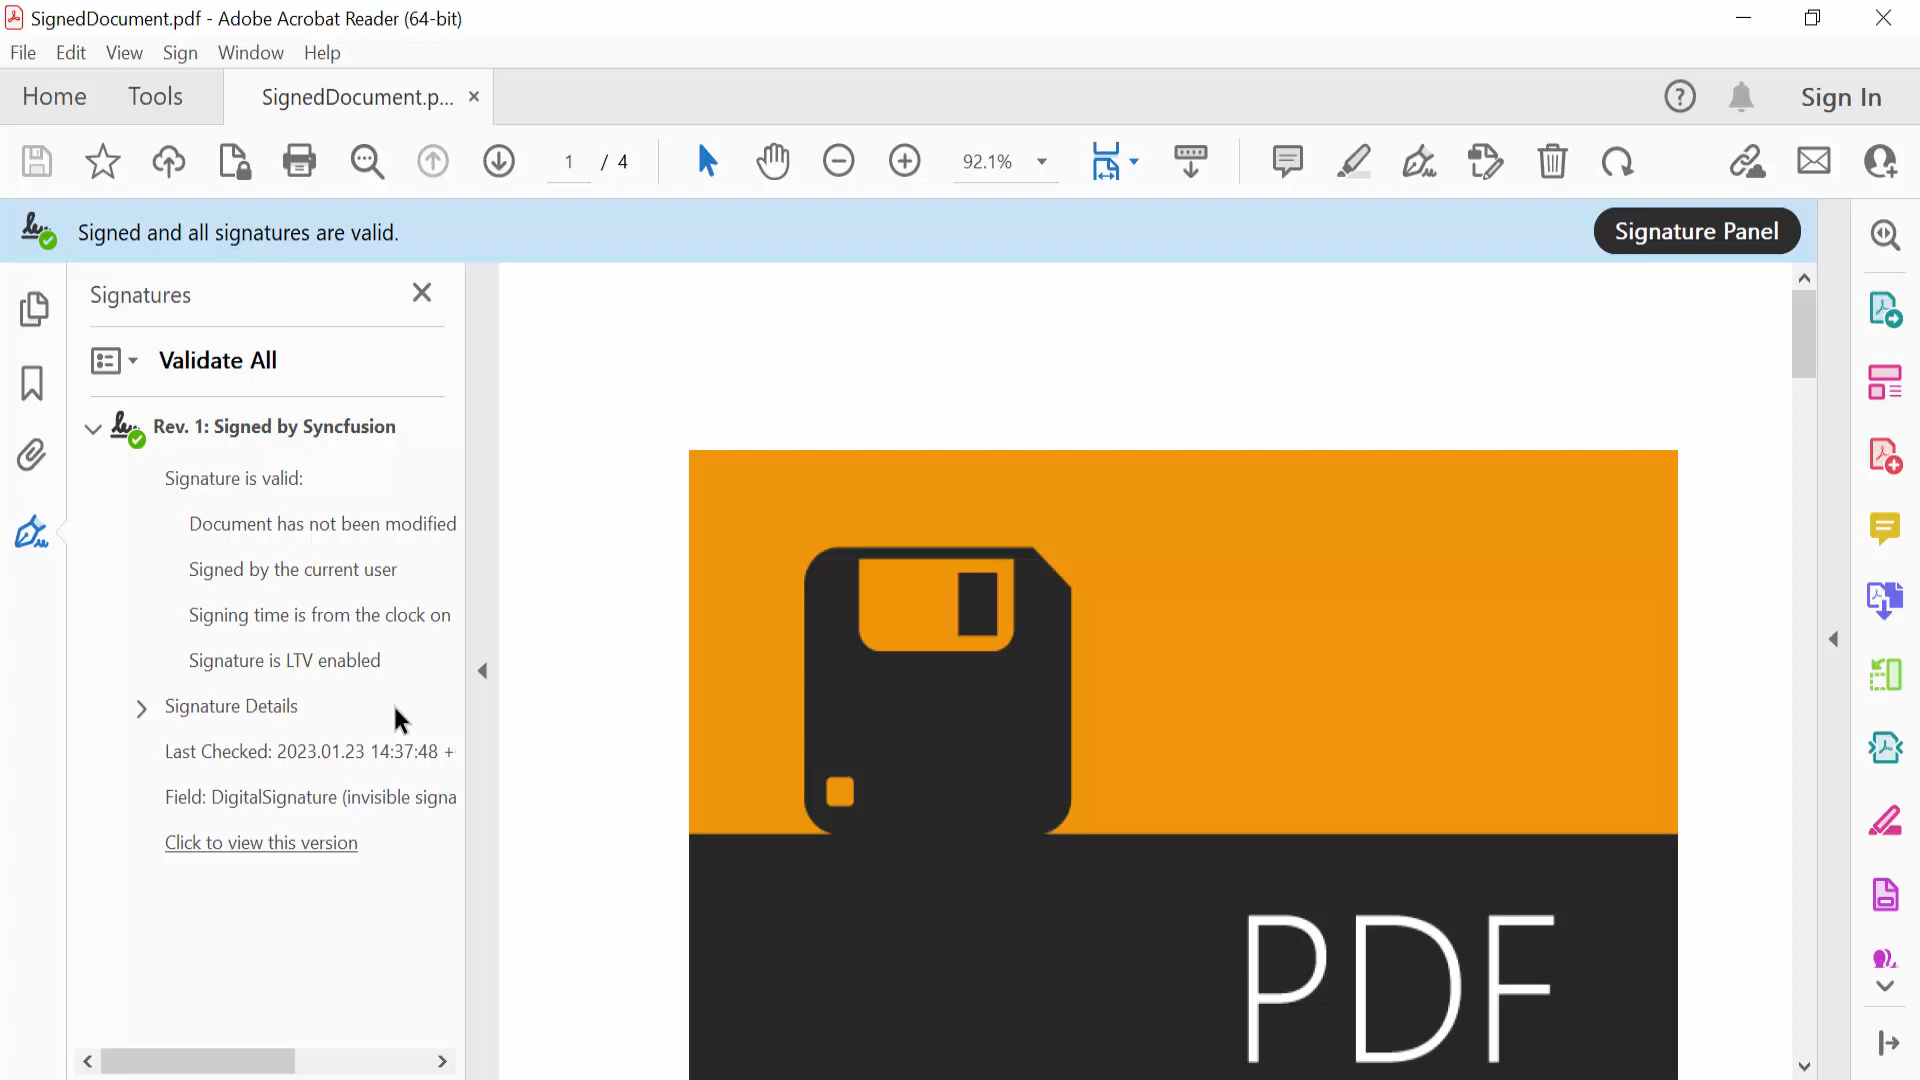 SignedDocument.pdf - Adobe Acrobat Reader (64-bit)
File Edit View Sign Window Help
Home Tools SignedDocument.p... Sign In
1 / 4 92.1%
Signed and all signatures are valid. Signature Panel
Signatures
Validate All
Rev. 1: Signed by Syncfusion
Signature is valid:
Document has not been modified
Signed by the current user
Signing time is from the clock on
Signature is LTV enabled
Signature Details
Last Checked: 2023.01.23 14:37:48 +
Field: DigitalSignature (invisible signa
Click to view this version
PDF